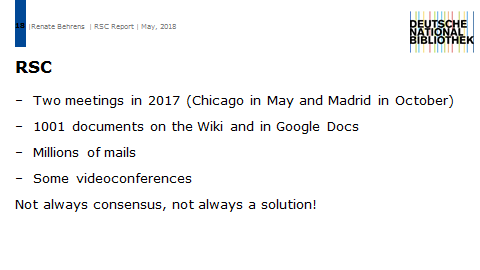 18 |Renate Behrens | RSC Report | May, 2018
DEUTSCHE
NATIONAL
BIBLIOTHEK
RSC
– Two meetings in 2017 (Chicago in May and Madrid in October)
– 1001 documents on the Wiki and in Google Docs
– Millions of mails
– Some videoconferences
Not always consensus, not always a solution!